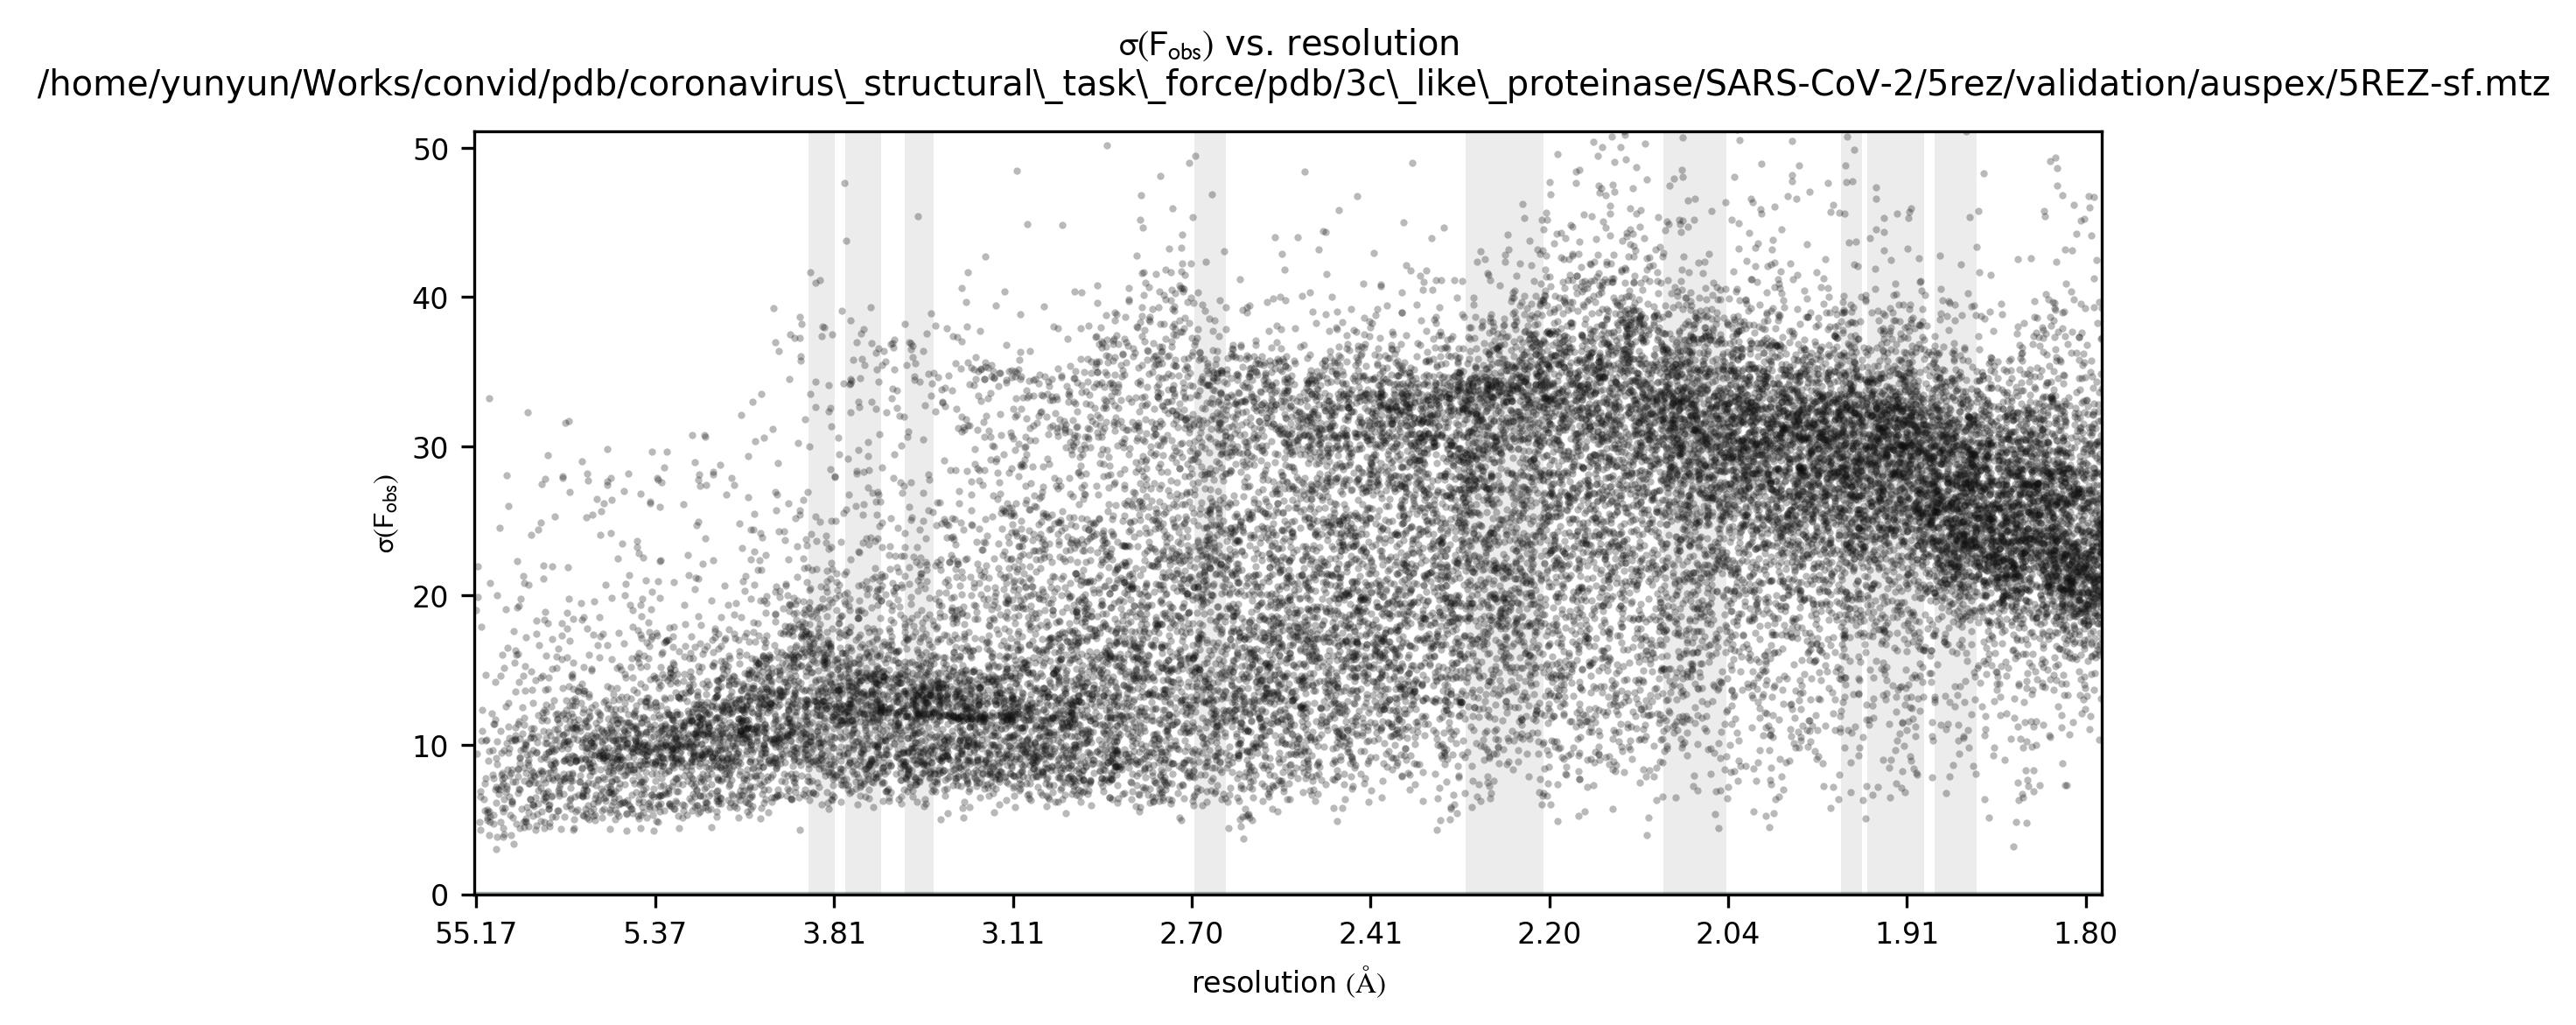 σ(Fobs) vs. resolution
/home/yunyun/Works/convid/pdb/coronavirus\_structural\_task\_force/pdb/3c\_like\_proteinase/SARS-CoV-2/5rez/validation/auspex/5REZ-sf.mtz
50
40
30
20
10
0
σ(Fobs)
55.17 5.37 3.81 3.11 2.70 2.41 2.20 2.04 1.91 1.80
resolution (Å)